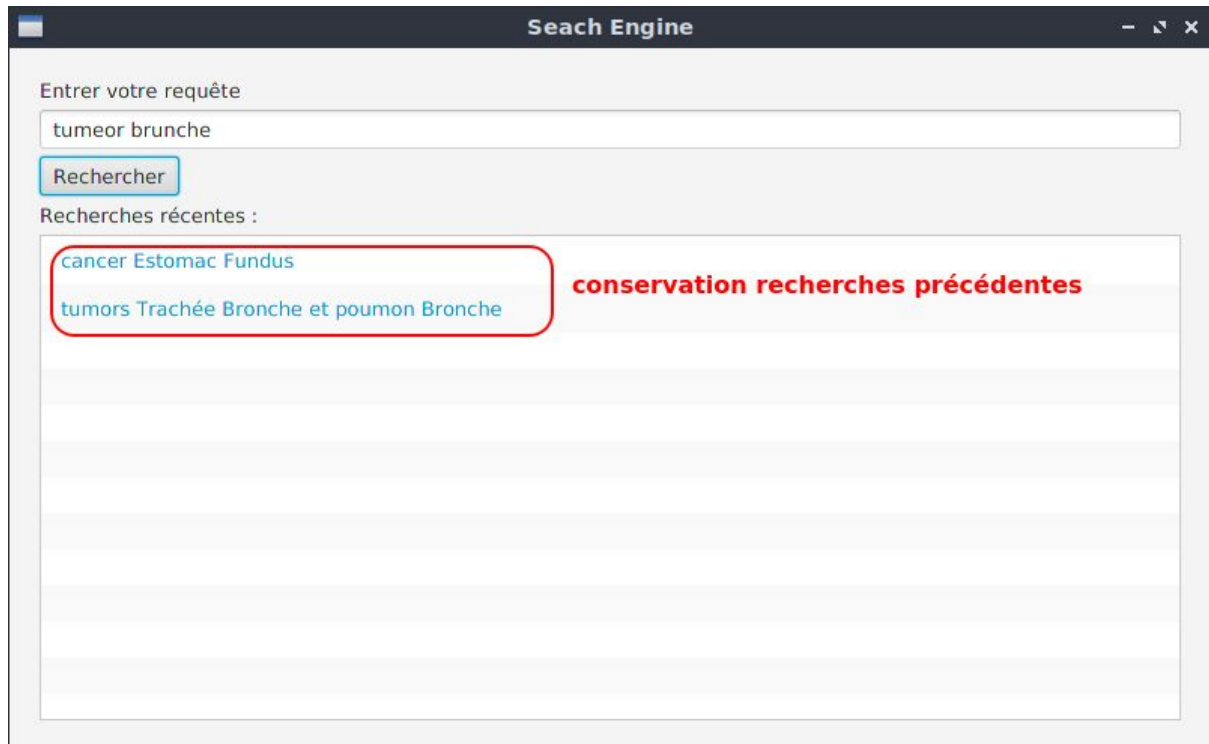 Seach Engine
Entrer votre requête
tumeor brunche
Rechercher
Recherches récentes :
cancer Estomac Fundus
conservation recherches précédentes
tumors Trachée Bronche et poumon Bronche